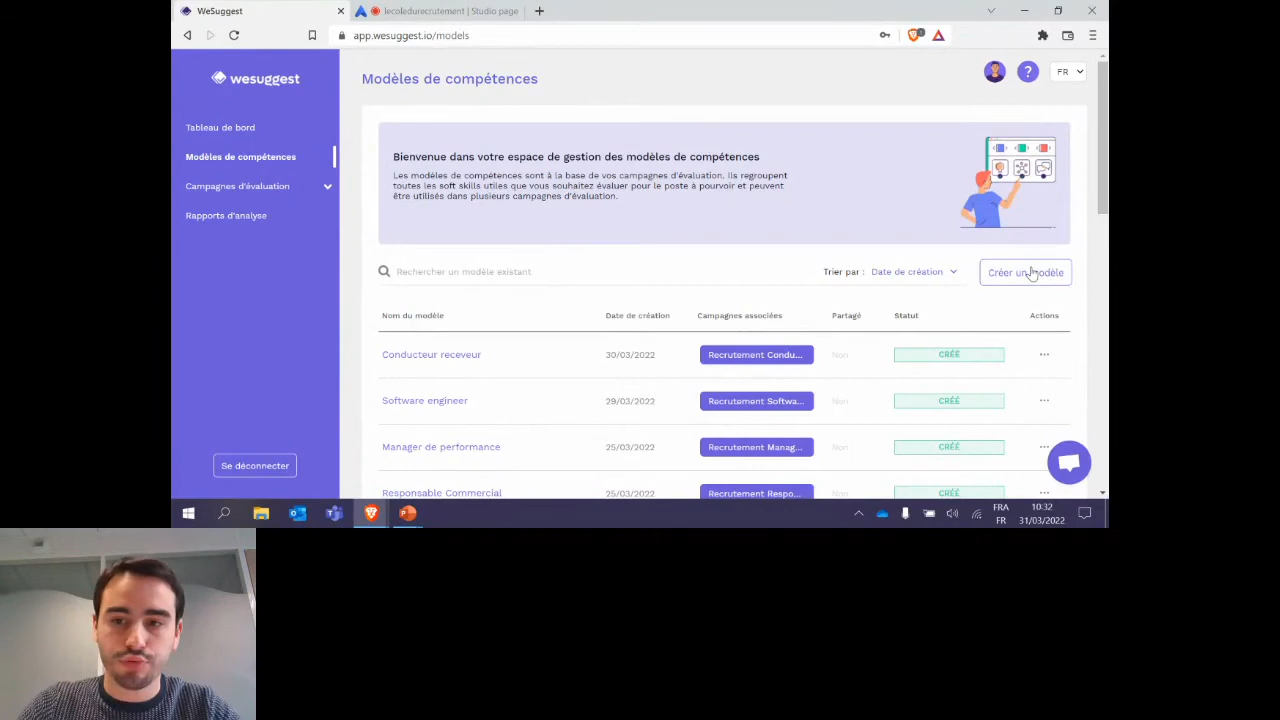 WeSuggest
lecoledurecrutement | Studio page
app.wesuggest.io/models
wesuggest
Modèles de compétences
?
FR
Tableau de bord
Modèles de compétences
Campagnes d'évaluation
Rapports d'analyse
Bienvenue dans votre espace de gestion des modèles de compétences
Les modèles de compétences sont à la base de vos campagnes d'évaluation. Ils regroupent
toutes les soft skills utiles que vous souhaitez évaluer pour le poste à pourvoir et peuvent
être utilisés dans plusieurs campagnes d'évaluation.
Rechercher un modèle existant
Trier par : Date de création
Créer un modèle
Nom du modèle Date de création Campagnes associées Partagé Statut Actions
Conducteur receveur 30/03/2022 Recrutement Condu... Non CRÉÉ ...
Software engineer 29/03/2022 Recrutement Softwa... Non CRÉÉ ...
Manager de performance 25/03/2022 Recrutement Manag... Non CRÉÉ ...
Responsable Commercial 25/03/2022 Recrutement Respo... Non CRÉÉ ...
Se déconnecter
FRA
FR
10:32
31/03/2022